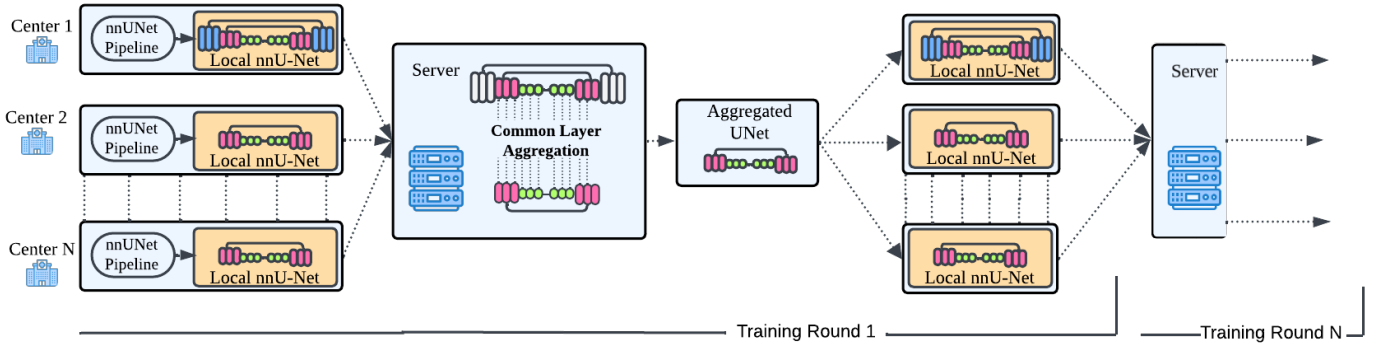 Center 1
nnUNet
Pipeline
Local nnU-Net
Center 2
nnUNet
Pipeline
Local nnU-Net
Center N
nnUNet
Pipeline
Local nnU-Net
Server
Common Layer
Aggregation
Aggregated
UNet
Local nnU-Net
Local nnU-Net
Local nnU-Net
Server
Training Round 1
Training Round N